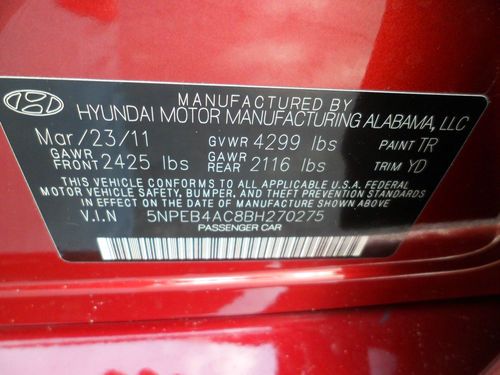 MANUFACTURED BY
HYUNDAI MOTOR MANUFACTURING ALABAMA, LLC
Mar/23/11 GVWR 4299 lbs PAINT TR
GAWR FRONT 2425 lbs GAWR REAR 2116 lbs TRIM YD
THIS VEHICLE CONFORMS TO ALL APPLICABLE U.S.A. FEDERAL
MOTOR VEHICLE SAFETY, BUMPER, AND THEFT PREVENTION STANDARDS
IN EFFECT ON THE DATE OF MANUFACTURE SHOWN ABOVE.
V.I.N 5NPEB4AC8BH270275
PASSENGER CAR